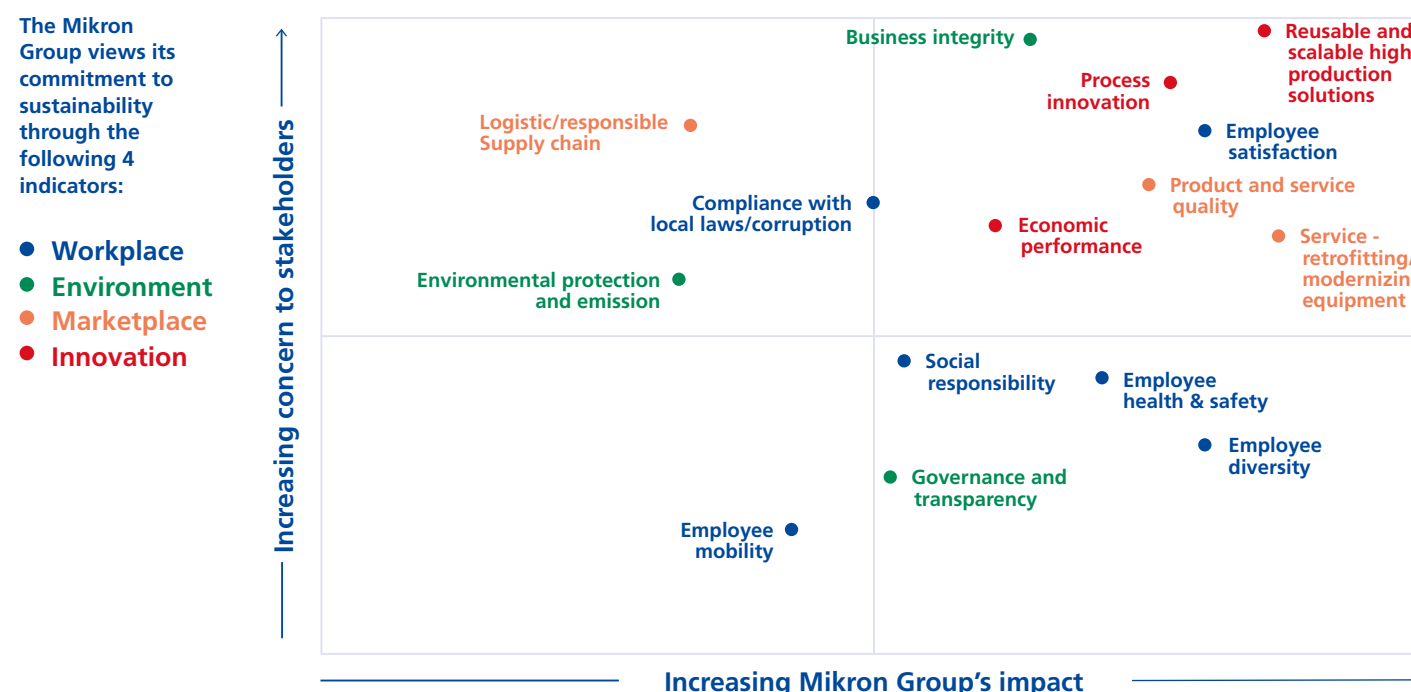 The Mikron
Group views its
commitment to
sustainability
through the
following 4
indicators:
Workplace
Environment
Marketplace
Innovation
Increasing concern to stakeholders
Business integrity
Reusable and
scalable high
production
solutions
Process
innovation
Logistic/responsible
Supply chain
Employee
satisfaction
Product and service
quality
Compliance with
local laws/corruption
Economic
performance
Service -
retrofitting/
modernizin
equipment
Environmental protection
and emission
Social
responsibility
Employee
health & safety
Employee
diversity
Governance and
transparency
Employee
mobility
Increasing Mikron Group's impact